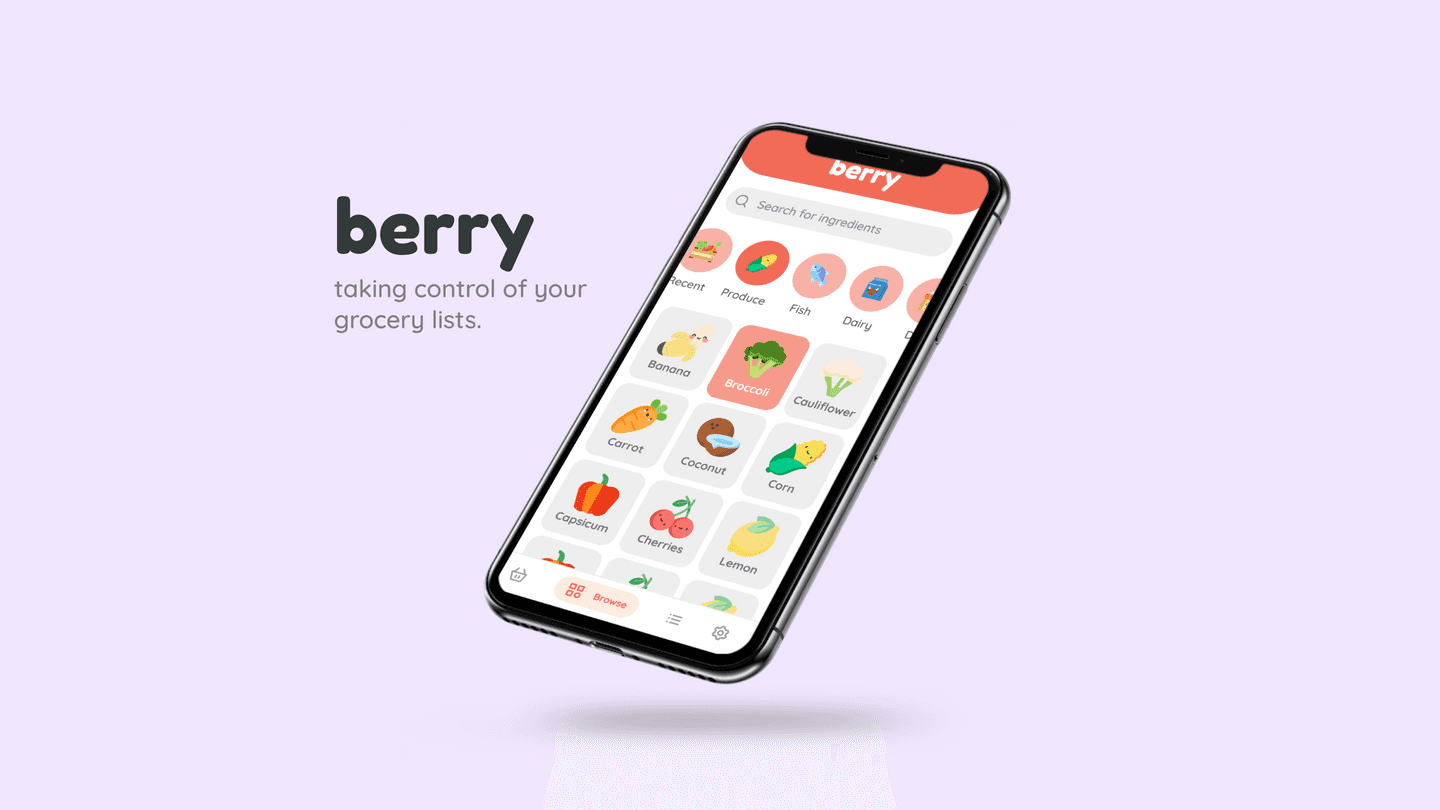 berry
taking control of your
grocery lists.
berry
Search for ingredients
Recent
Produce
Fish
Dairy
Banana
Broccoli
Cauliflower
Carrot
Coconut
Corn
Capsicum
Cherries
Lemon
Browse